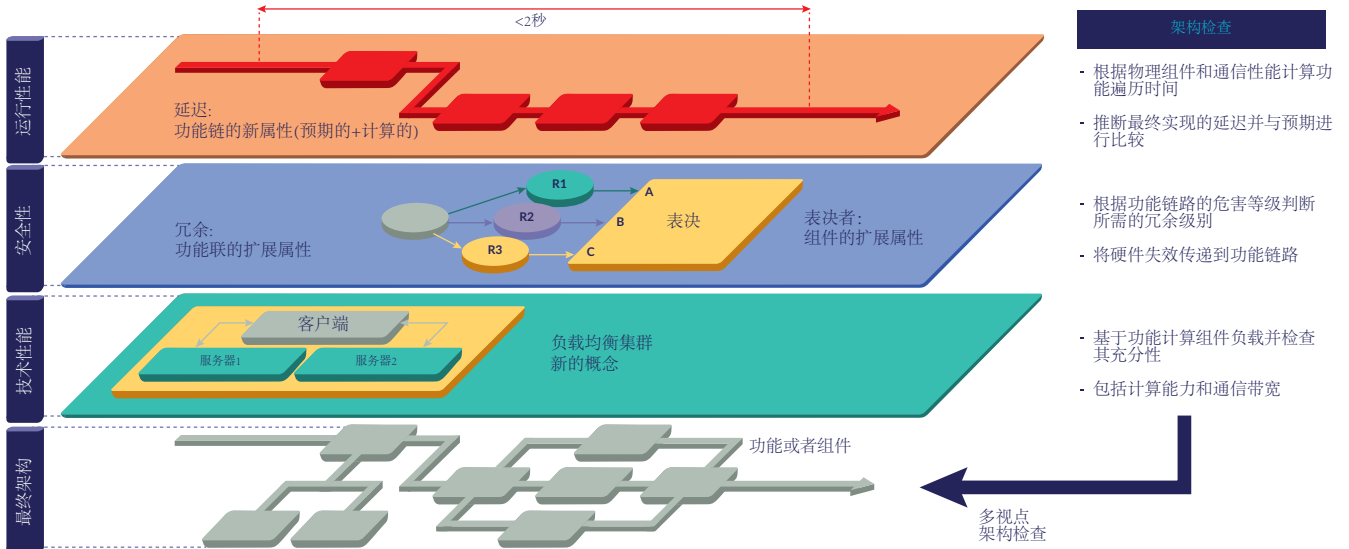 <2秒
运行性能
延迟:
功能链的新属性(预期的+计算的)
安全性
冗余:
功能联的扩展属性
R1
R2
R3
A
B
C
表决
表决者:
组件的扩展属性
技术性能
客户端
服务器1
服务器2
负载均衡集群
新的概念
最终架构
功能或者组件
架构检查
- 根据物理组件和通信性能计算功
能遍历时间
- 推断最终实现的延迟并与预期进
行比较
- 根据功能链路的危害等级判断
所需的冗余级别
- 将硬件失效传递到功能链路
- 基于功能计算组件负载并检查
其充分性
- 包括计算能力和通信带宽
多视点
架构检查